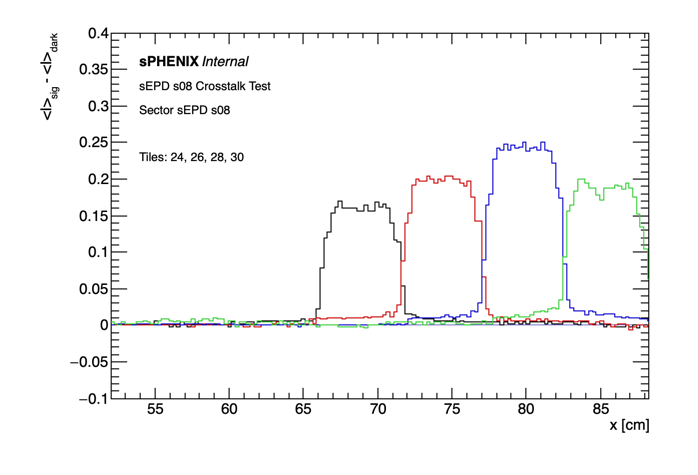 <I>sig - <I>dark
0.4
0.35
0.3
0.25
0.2
0.15
0.1
0.05
0
−0.05
−0.1
sPHENIX Internal
sEPD s08 Crosstalk Test
Sector sEPD s08
Tiles: 24, 26, 28, 30
55 60 65 70 75 80 85
x [cm]